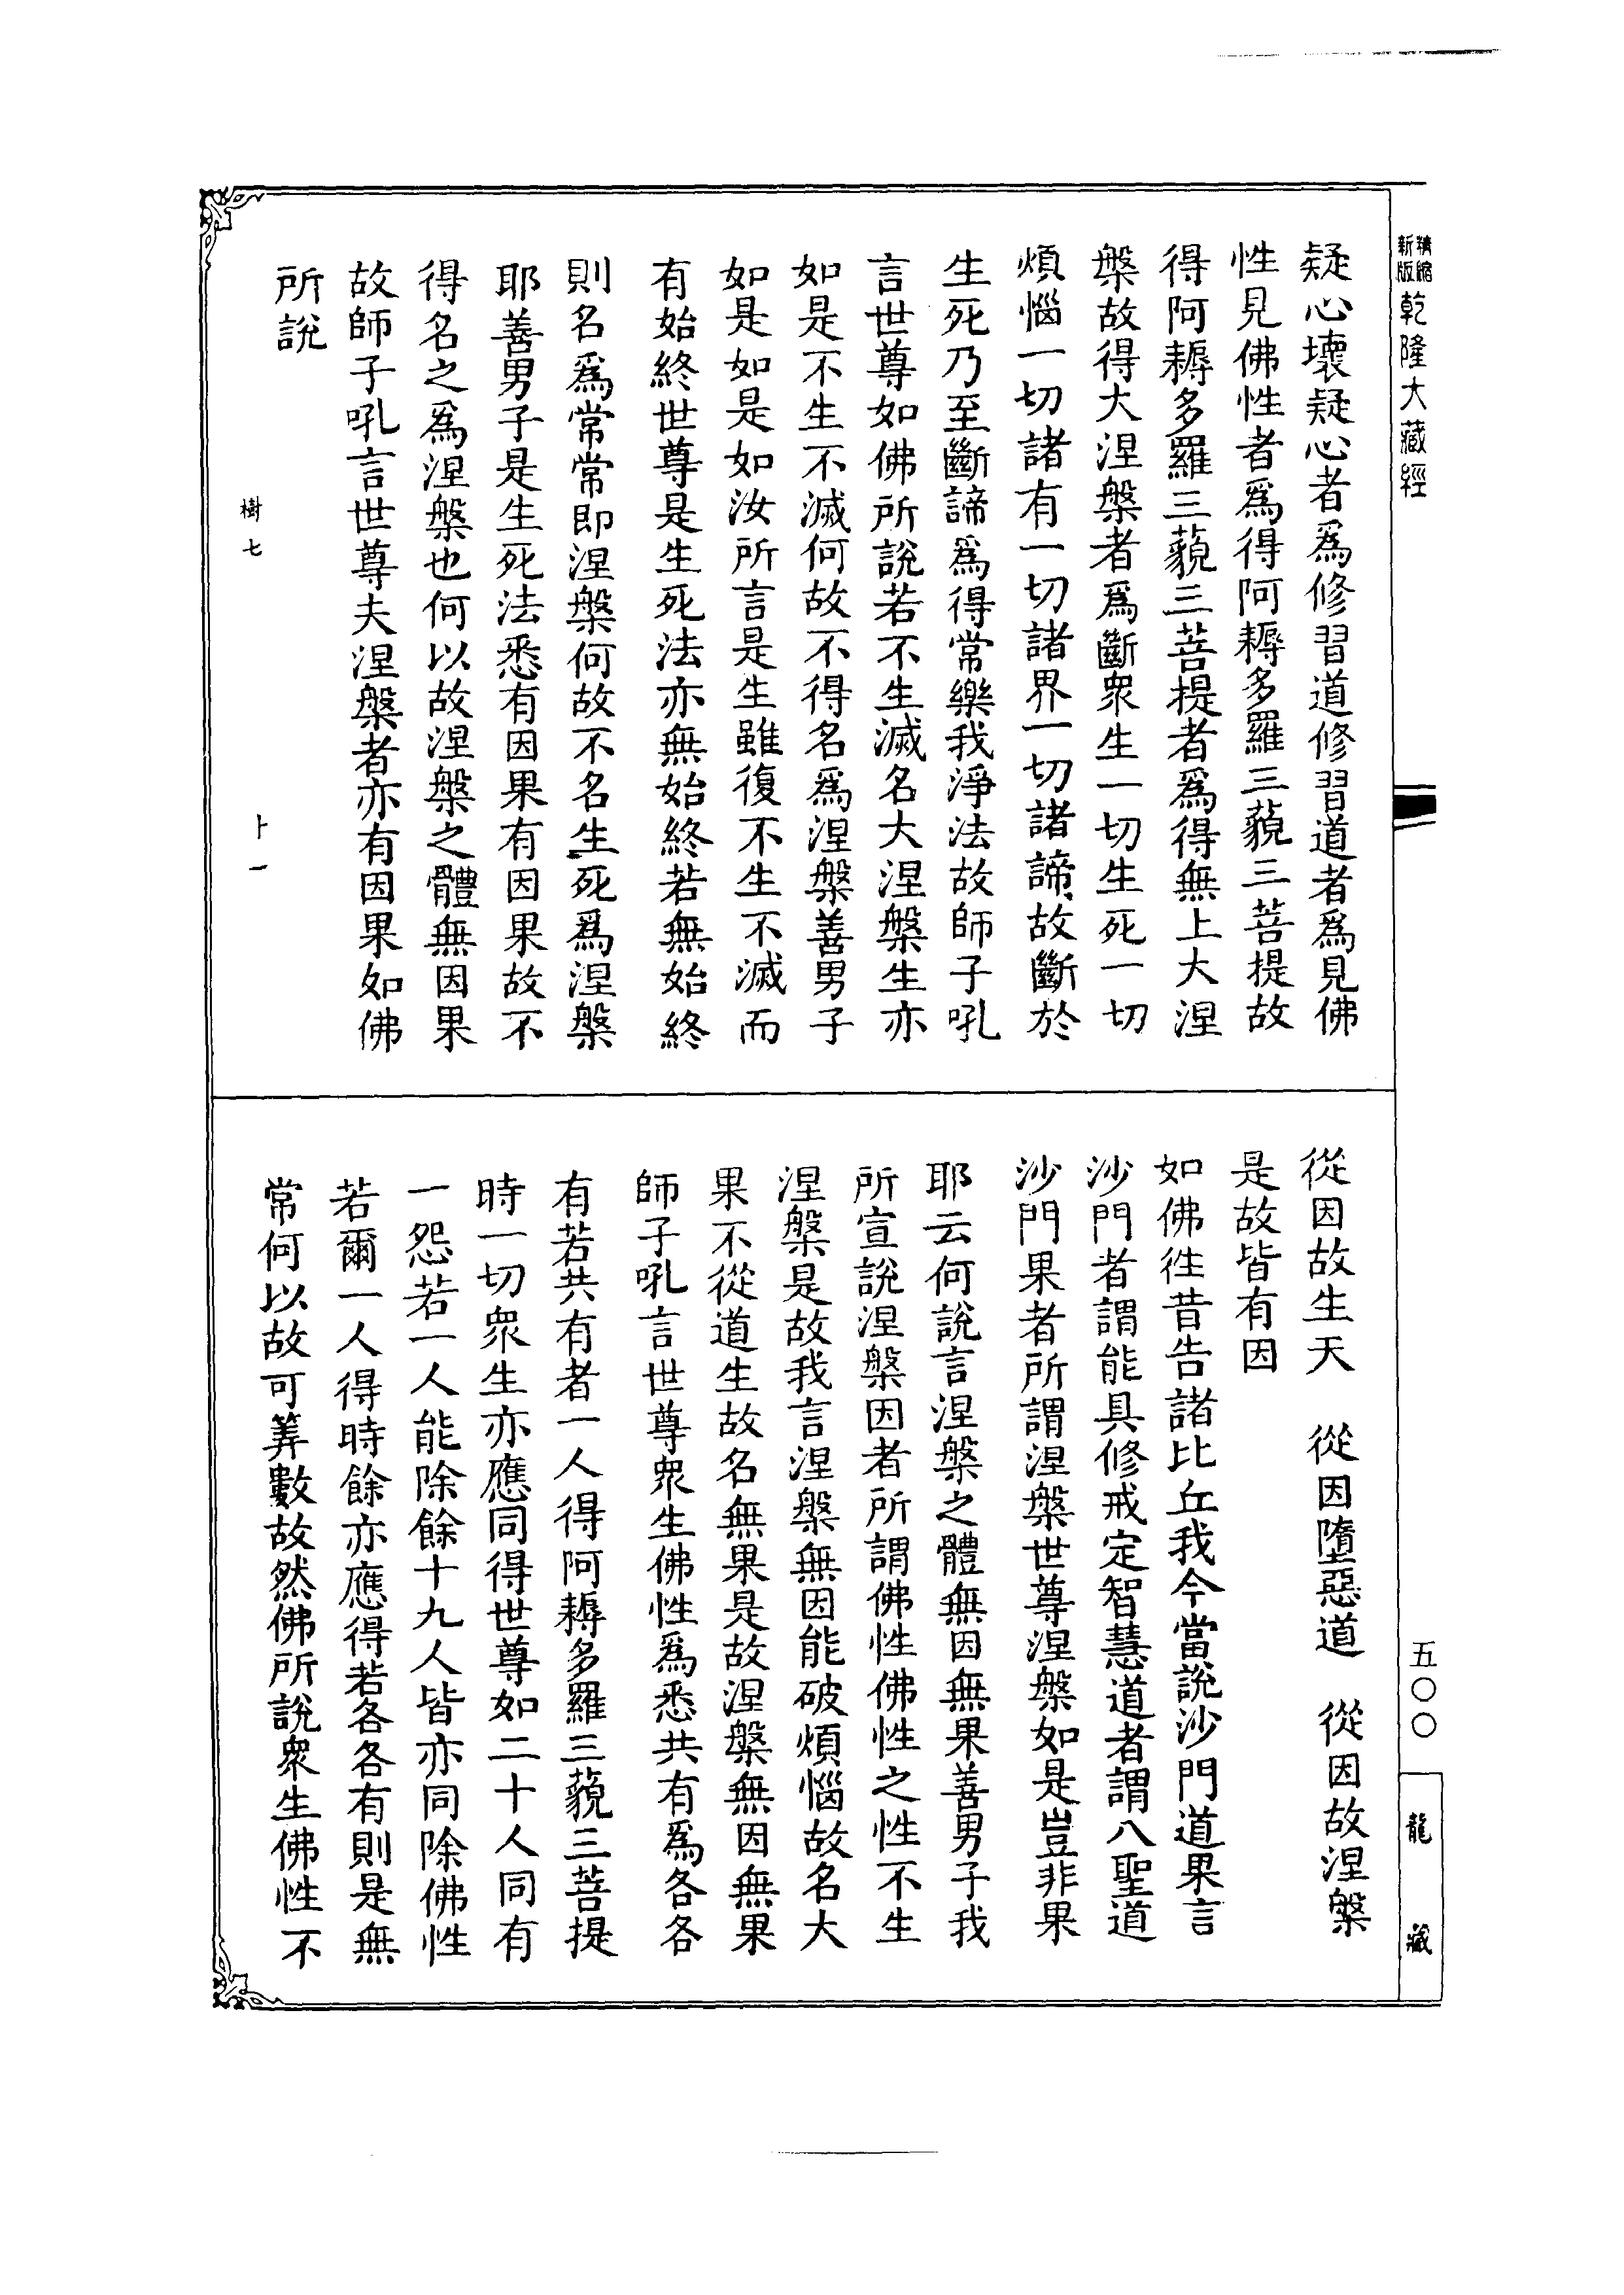 精縮新版乾隆大藏經
疑心壞疑心者爲修習道修習道者爲見佛
性見佛性者爲得阿耨多羅三藐三菩提故
得阿耨多羅三藐三菩提者爲得無上大涅
槃故得大涅槃者爲斷衆生一切生死一切
煩惱一切諸有一切諸界一切諸諦故斷於
生死乃至斷諦爲得常樂我淨法故師子吼
言世尊如佛所說若不生滅名大涅槃生亦
如是不生不滅何故不得名爲涅槃善男子
如是如是如汝所言是生雖復不生不滅而
有始終世尊是生死法亦無始終若無始終
則名爲常常即涅槃何故不名生死爲涅槃
耶善男子是生死法悉有因果有因果故不
得名之爲涅槃也何以故涅槃之體無因果
故師子吼言世尊夫涅槃者亦有因果如佛
所說
樹七
十一
從因故生天　從因墮惡道　從因故涅槃
是故皆有因
如佛徃昔告諸比丘我今當說沙門道果言
沙門者謂能具修戒定智慧道者謂八聖道
沙門果者所謂涅槃世尊涅槃如是豈非果
耶云何說言涅槃之體無因無果善男子我
所宣說涅槃因者所謂佛性佛性之性不生
涅槃是故我言涅槃無因能破煩惱故名大
果不從道生故名無果是故涅槃無因無果
師子吼言世尊衆生佛性爲悉共有爲各各
有若共有者一人得阿耨多羅三藐三菩提
時一切衆生亦應同得世尊如二十人同有
一怨若一人能除餘十九人皆亦同除佛性
若爾一人得時餘亦應得若各各有則是無
常何以故可筭數故然佛所說衆生佛性不
五〇〇
龍藏